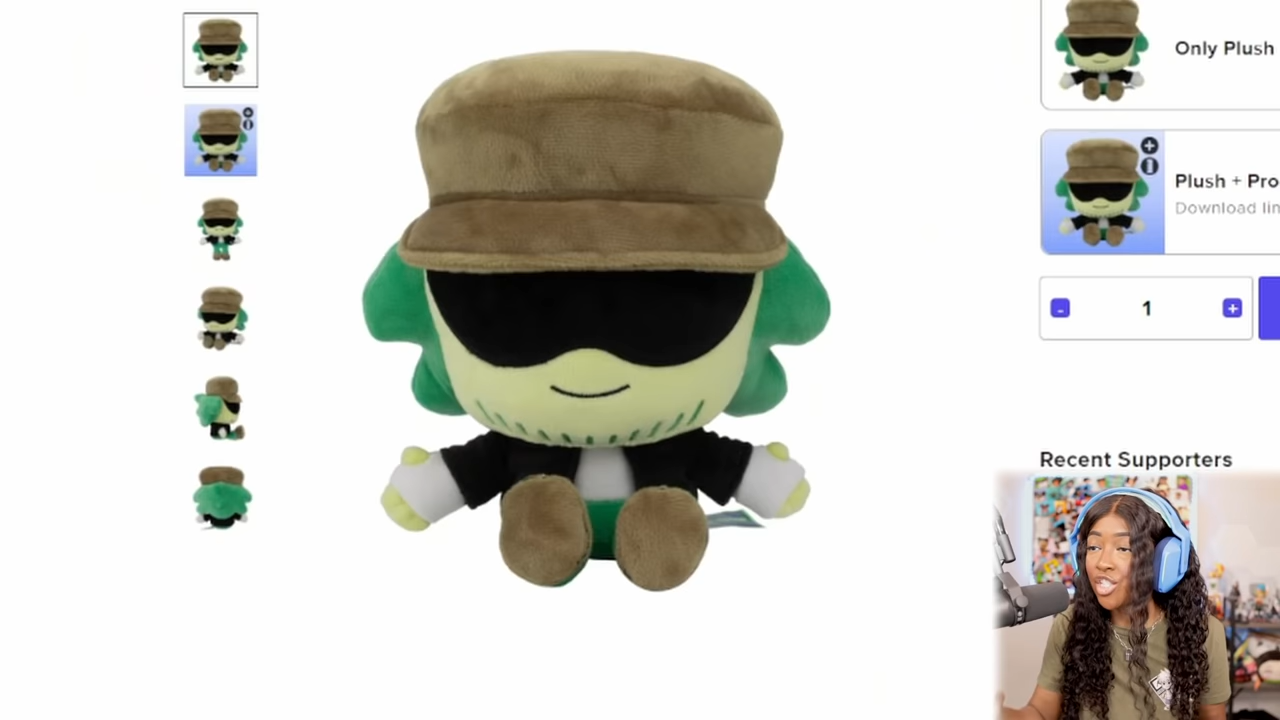 Only Plush
Plush + Pro
Download lin
-
1
+
Recent Supporters